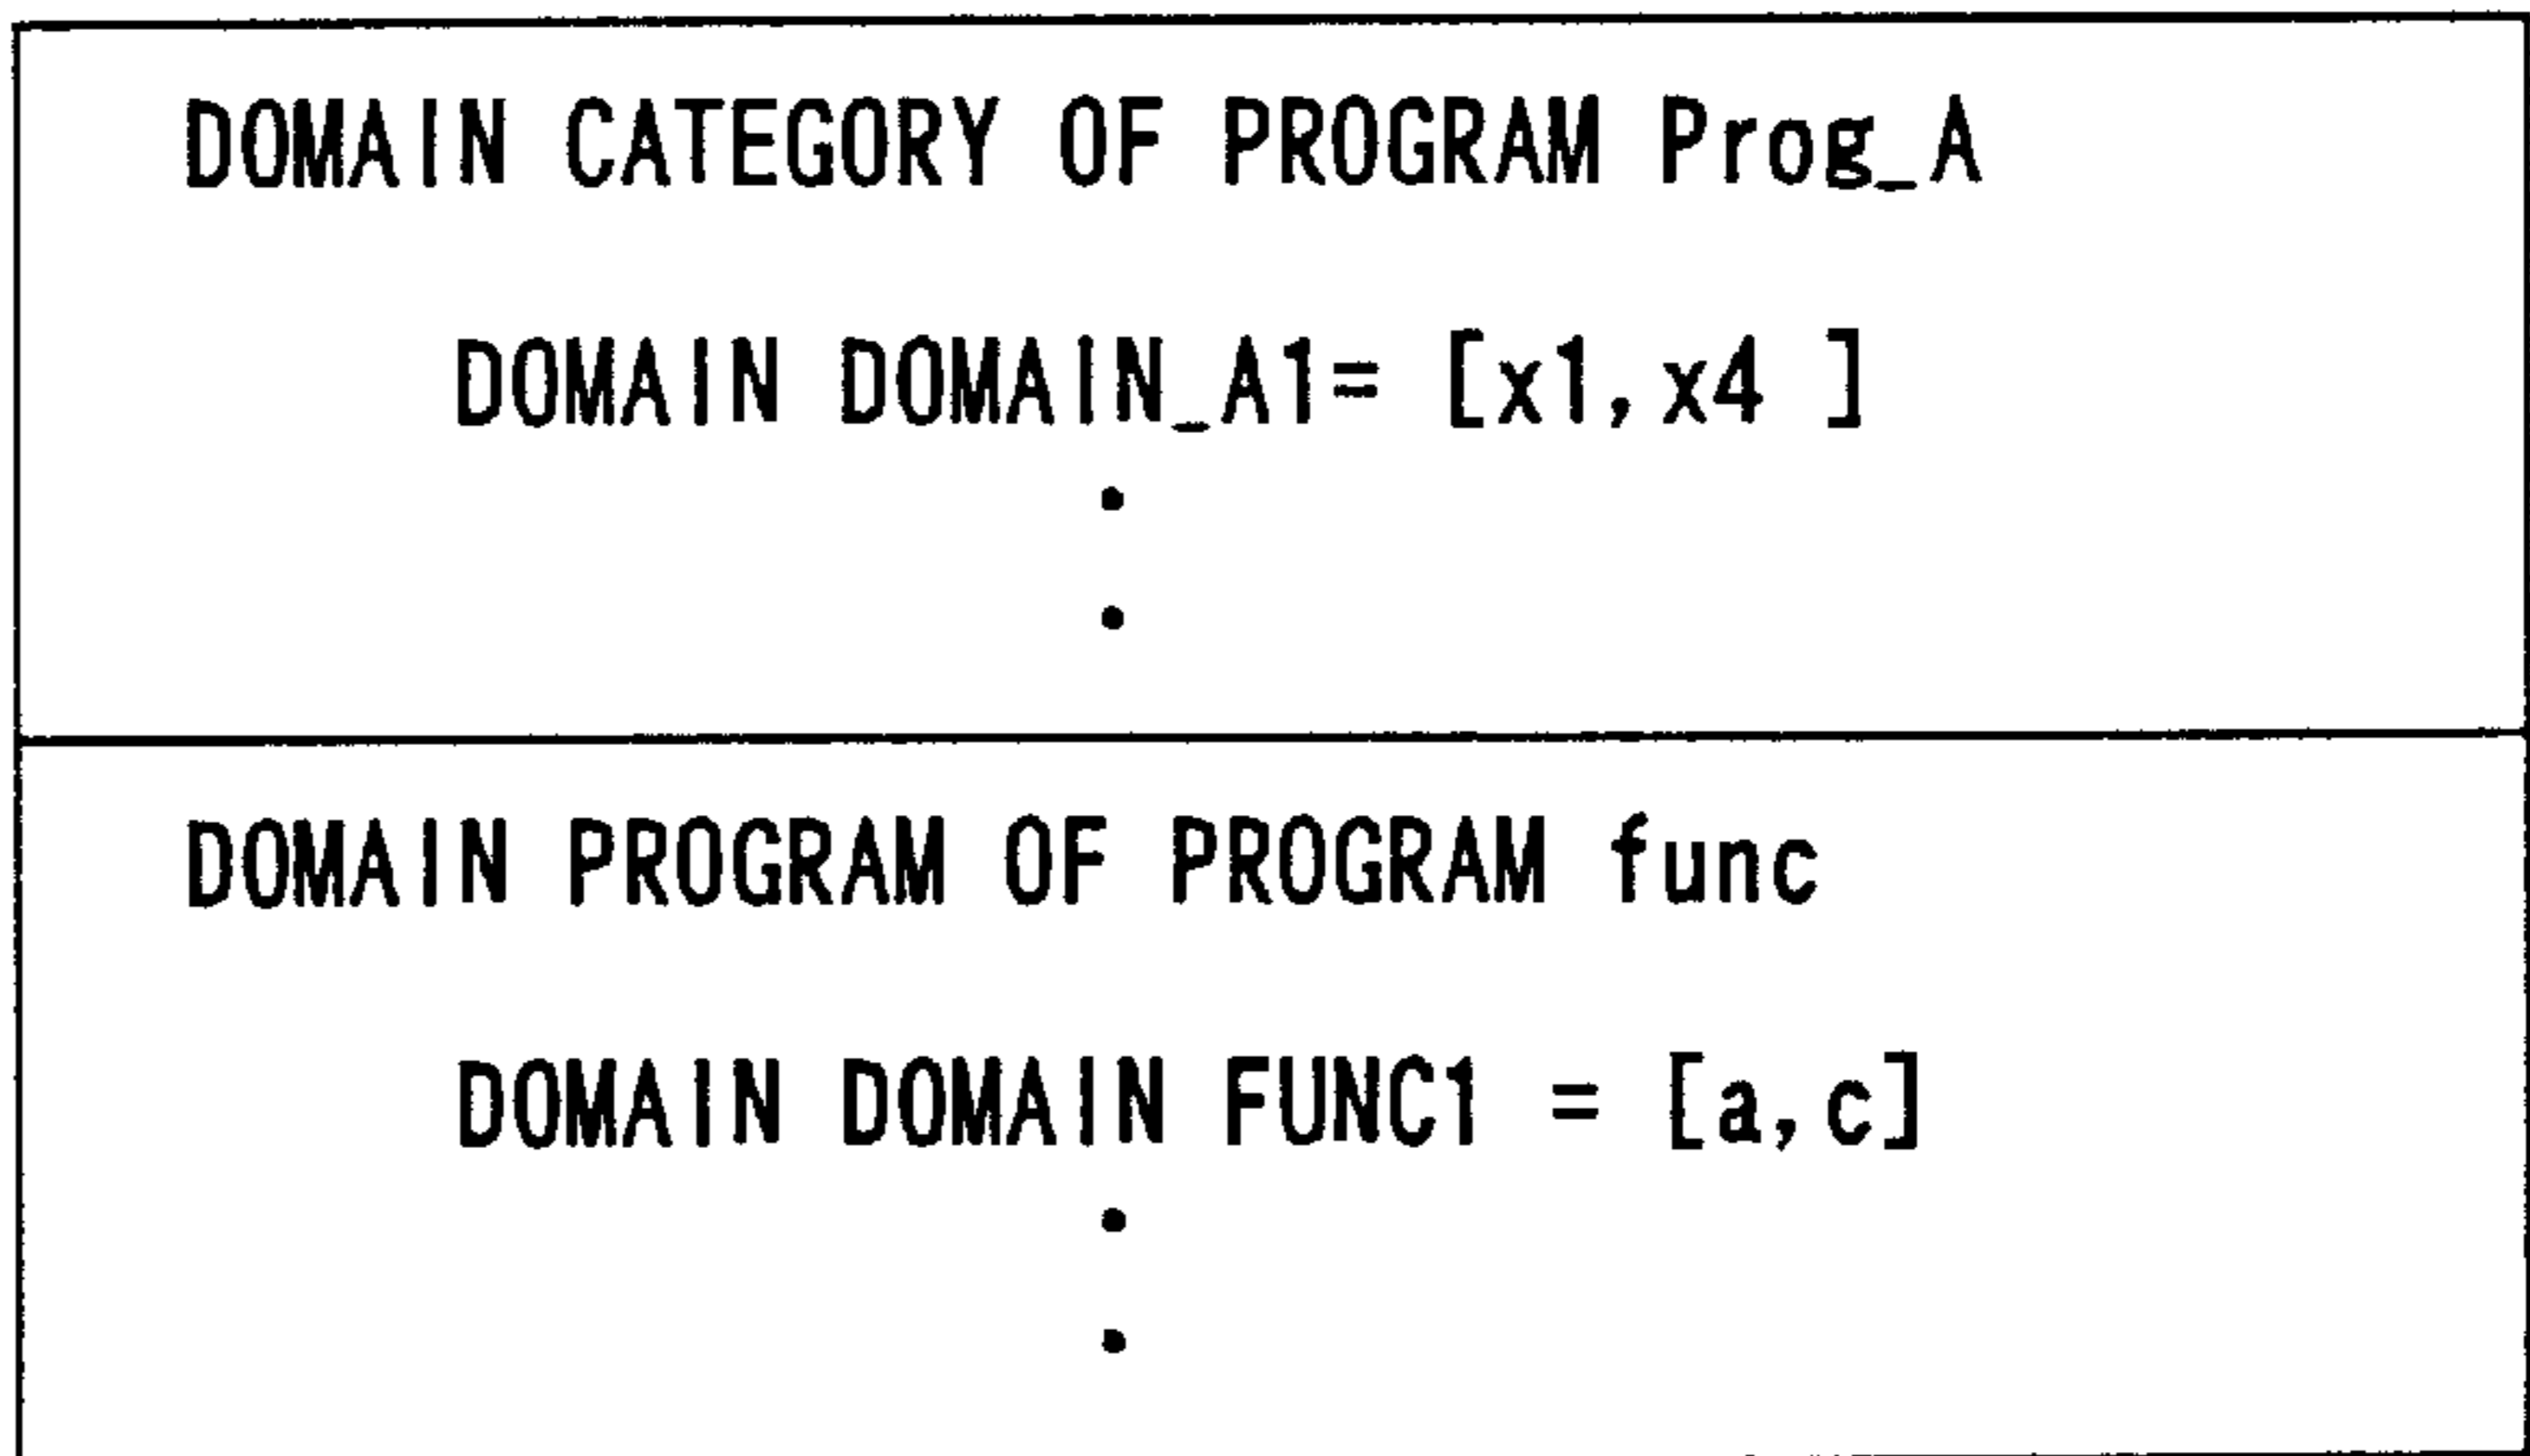 DOMAIN CATEGORY OF PROGRAM Prog_A
DOMAIN DOMAIN_A1= [x1,x4 ]
DOMAIN PROGRAM OF PROGRAM func
DOMAIN DOMAIN FUNC1 = [a,c]